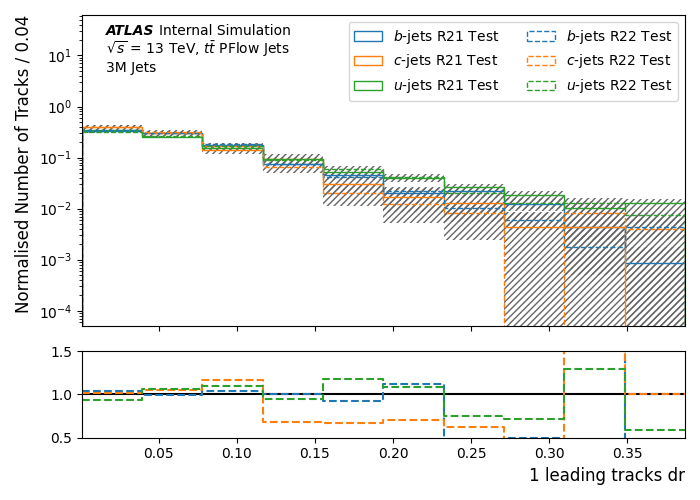 Normalised Number of Tracks / 0.04
ATLAS Internal Simulation
√s = 13 TeV, tt̄ PFlow Jets
3M Jets
b-jets R21 Test
c-jets R21 Test
u-jets R21 Test
b-jets R22 Test
c-jets R22 Test
u-jets R22 Test
10¹
10⁰
10⁻¹
10⁻²
10⁻³
10⁻⁴
1.5
1.0
0.5
0.05 0.10 0.15 0.20 0.25 0.30 0.35
1 leading tracks dr